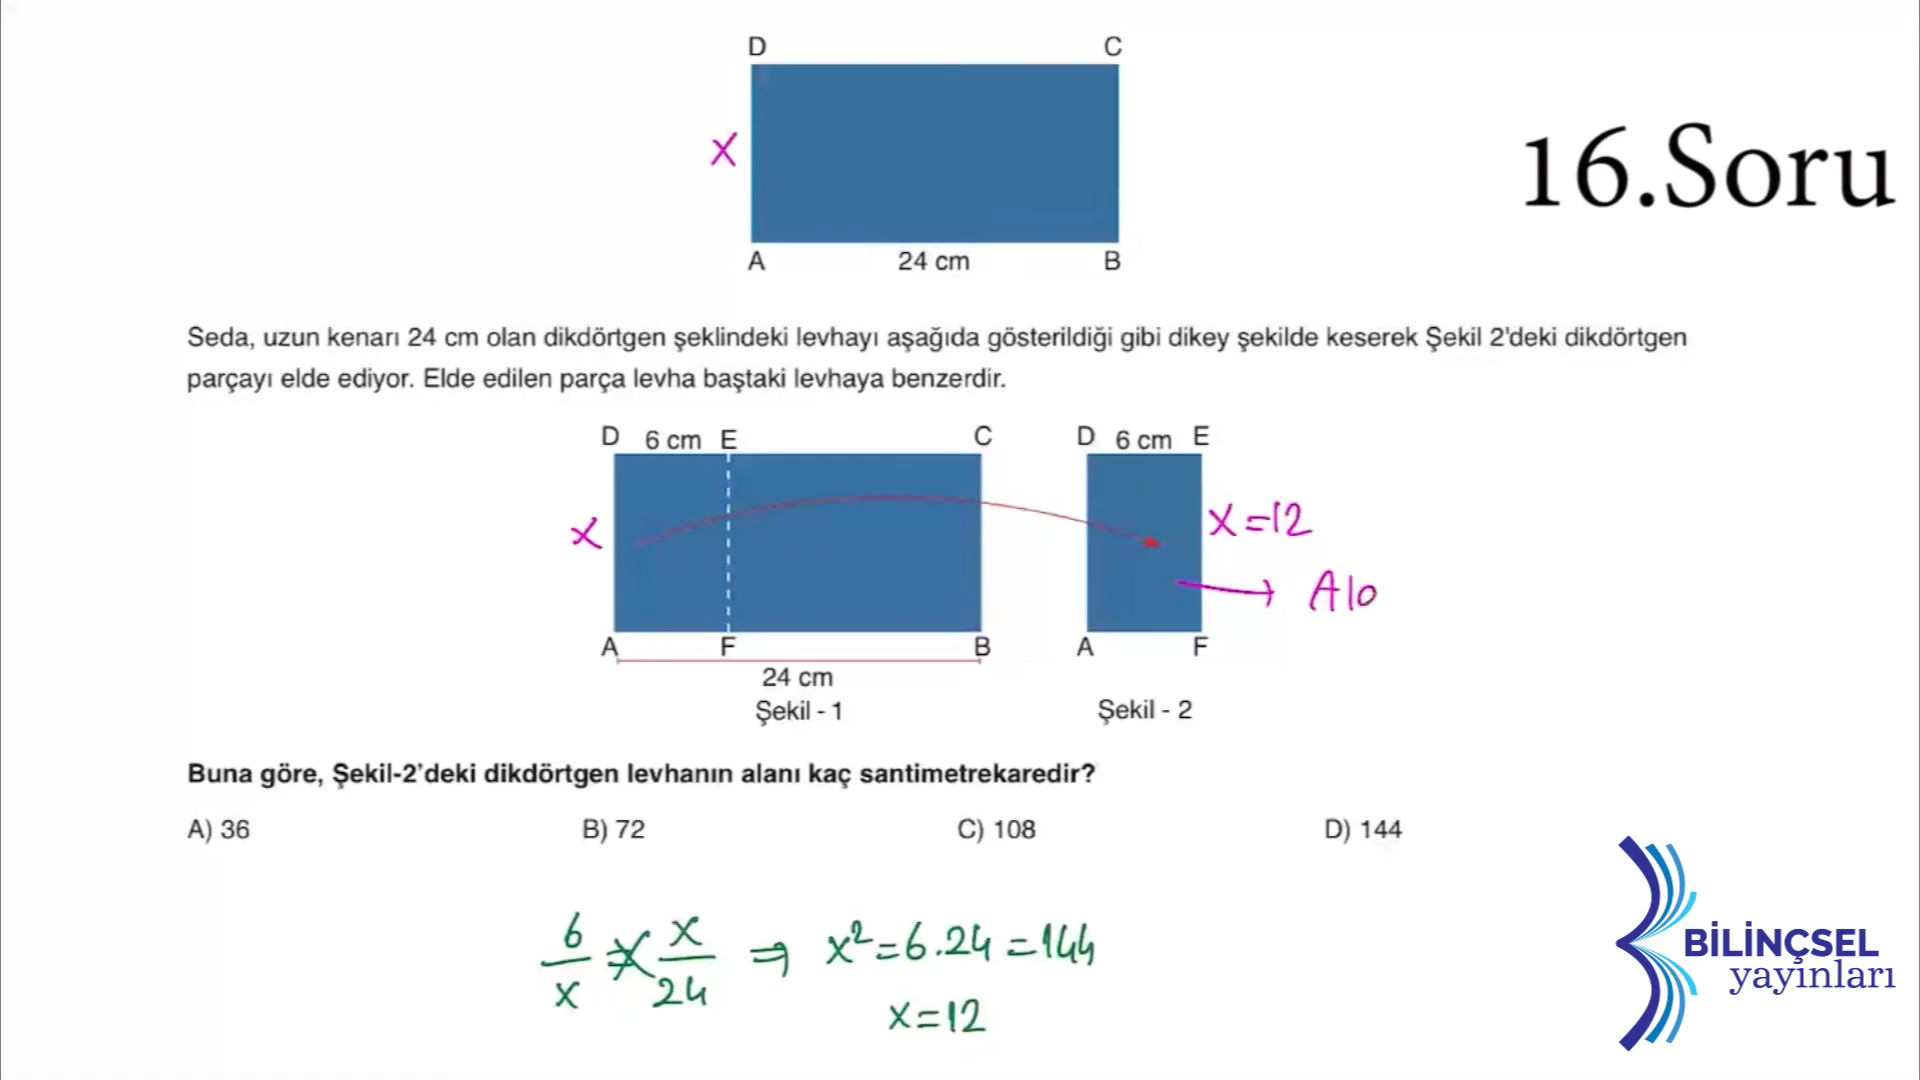 D C
X
16.Soru
A 24 cm B
Seda, uzun kenarı 24 cm olan dikdörtgen şeklindeki levhayı aşağıda gösterildiği gibi dikey şekilde keserek Şekil 2'deki dikdörtgen
parçayı elde ediyor. Elde edilen parça levha baştaki levhaya benzerdir.
D 6 cm E C D 6 cm E
x x=12
Alo
A F B A F
24 cm
Şekil - 1 Şekil - 2
Buna göre, Şekil-2'deki dikdörtgen levhanın alanı kaç santimetrekaredir?
A) 36 B) 72 C) 108 D) 144
6/x = x/24 ⇒ x²=6.24=144
x=12
BİLİNÇSEL
yayınları